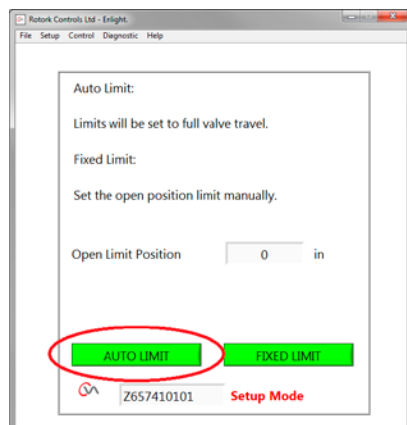 Rotork Controls Ltd - Enlight.
File Setup Control Diagnostic Help
Auto Limit:
Limits will be set to full valve travel.
Fixed Limit:
Set the open position limit manually.
Open Limit Position 0 in
AUTO LIMIT FIXED LIMIT
Z657410101 Setup Mode